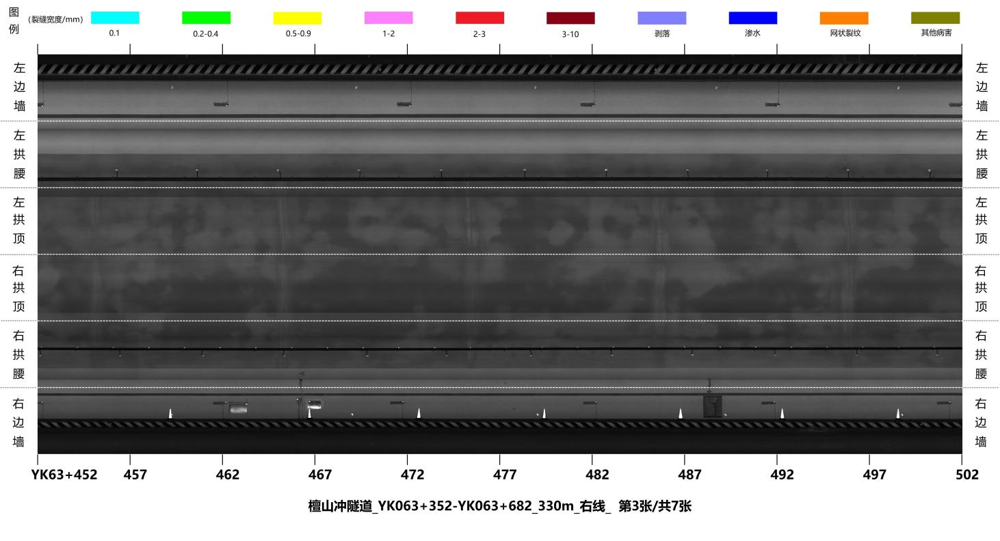 图例 (裂缝宽度/mm)
0.1 0.2-0.4 0.5-0.9 1-2 2-3 3-10 剥落 渗水 网状裂纹 其他病害
左边墙 左边墙
左拱腰 左拱腰
左拱顶 左拱顶
右拱顶 右拱顶
右拱腰 右拱腰
右边墙 右边墙
YK63+452 457 462 467 472 477 482 487 492 497 502
檀山冲隧道_YK063+352-YK063+682_330m_右线_ 第3张/共7张